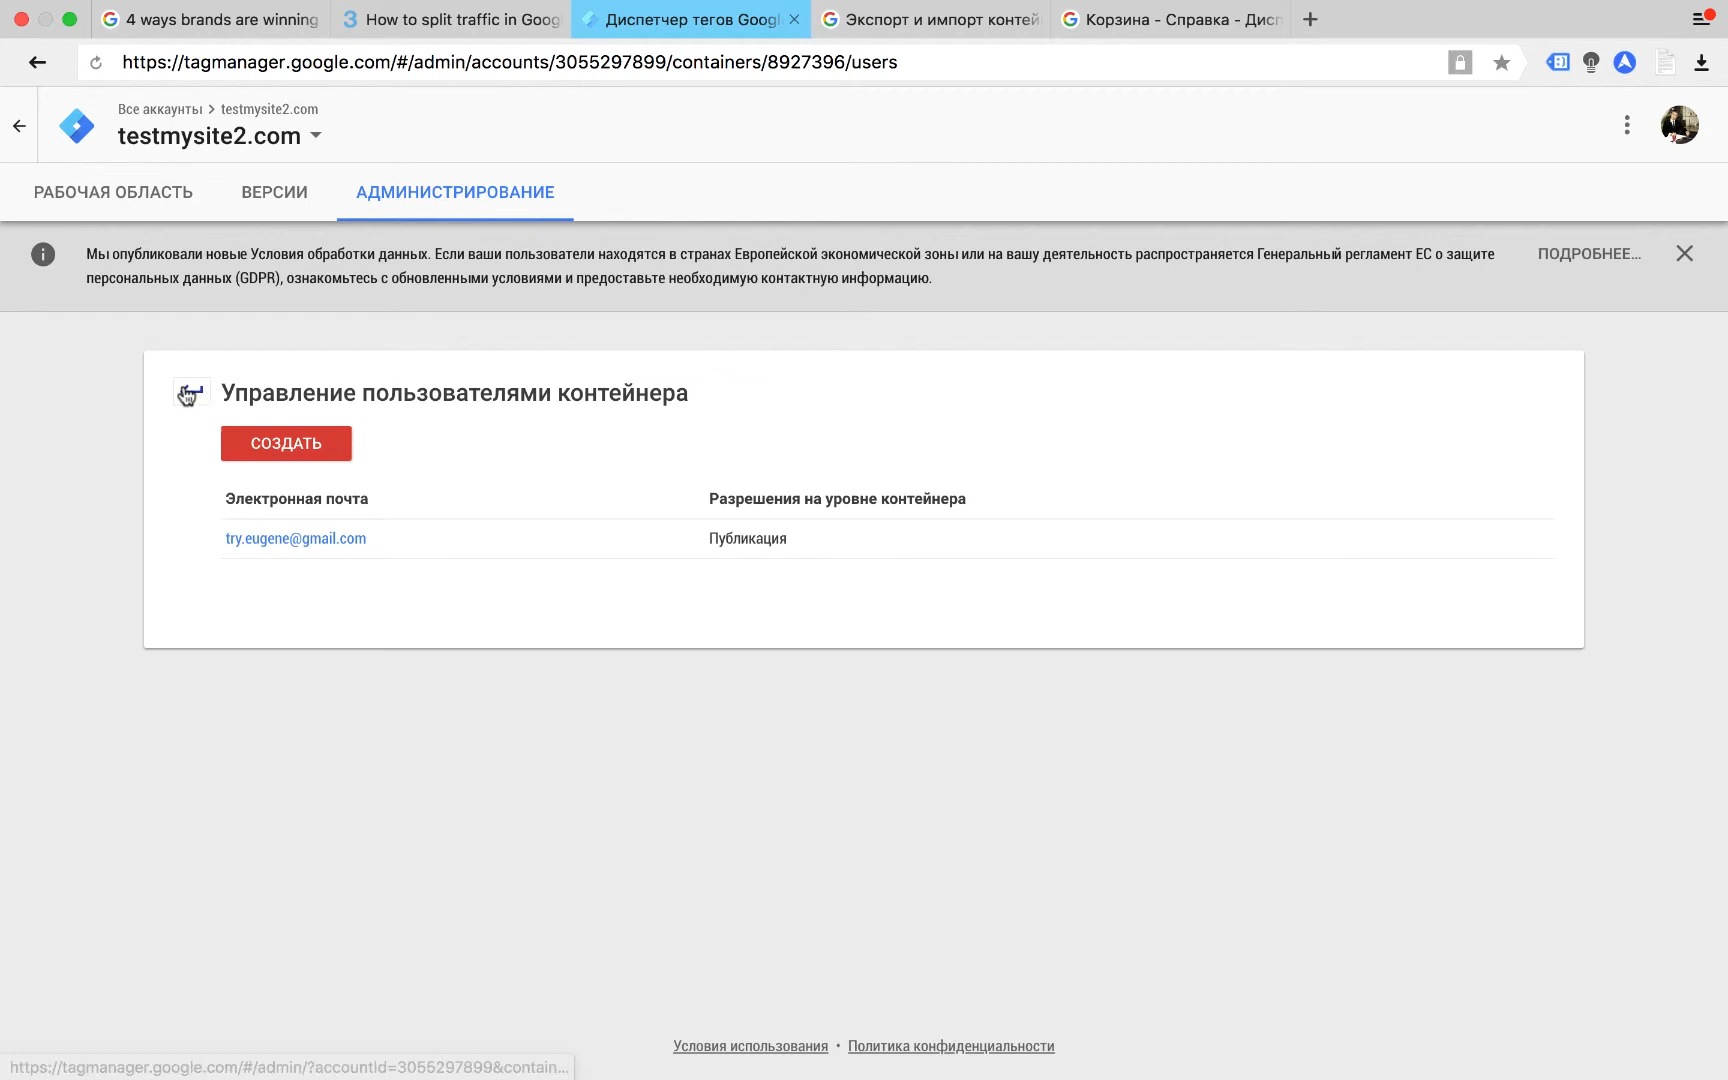 4 ways brands are winning
How to split traffic in Goog
Диспетчер тегов Googl
Экспорт и импорт контей
Корзина - Справка - Дисп
https://tagmanager.google.com/#/admin/accounts/3055297899/containers/8927396/users
Все аккаунты > testmysite2.com
testmysite2.com
РАБОЧАЯ ОБЛАСТЬ
ВЕРСИИ
АДМИНИСТРИРОВАНИЕ
Мы опубликовали новые Условия обработки данных. Если ваши пользователи находятся в странах Европейской экономической зоны или на вашу деятельность распространяется Генеральный регламент ЕС о защите
персональных данных (GDPR), ознакомьтесь с обновленными условиями и предоставьте необходимую контактную информацию.
ПОДРОБНЕЕ...
Управление пользователями контейнера
СОЗДАТЬ
Электронная почта
Разрешения на уровне контейнера
try.eugene@gmail.com
Публикация
Условия использования • Политика конфиденциальности
https://tagmanager.google.com/#/admin/?accountId=3055297899&contain...